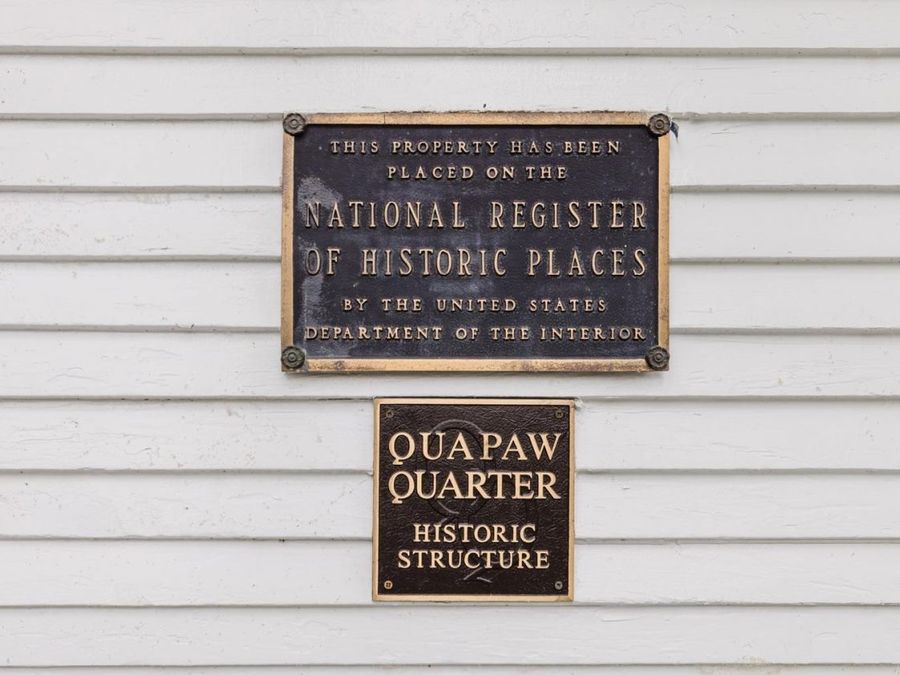 THIS PROPERTY HAS BEEN
PLACED ON THE
NATIONAL REGISTER
OF HISTORIC PLACES
BY THE UNITED STATES
DEPARTMENT OF THE INTERIOR
QUAPAW
QUARTER
HISTORIC
STRUCTURE